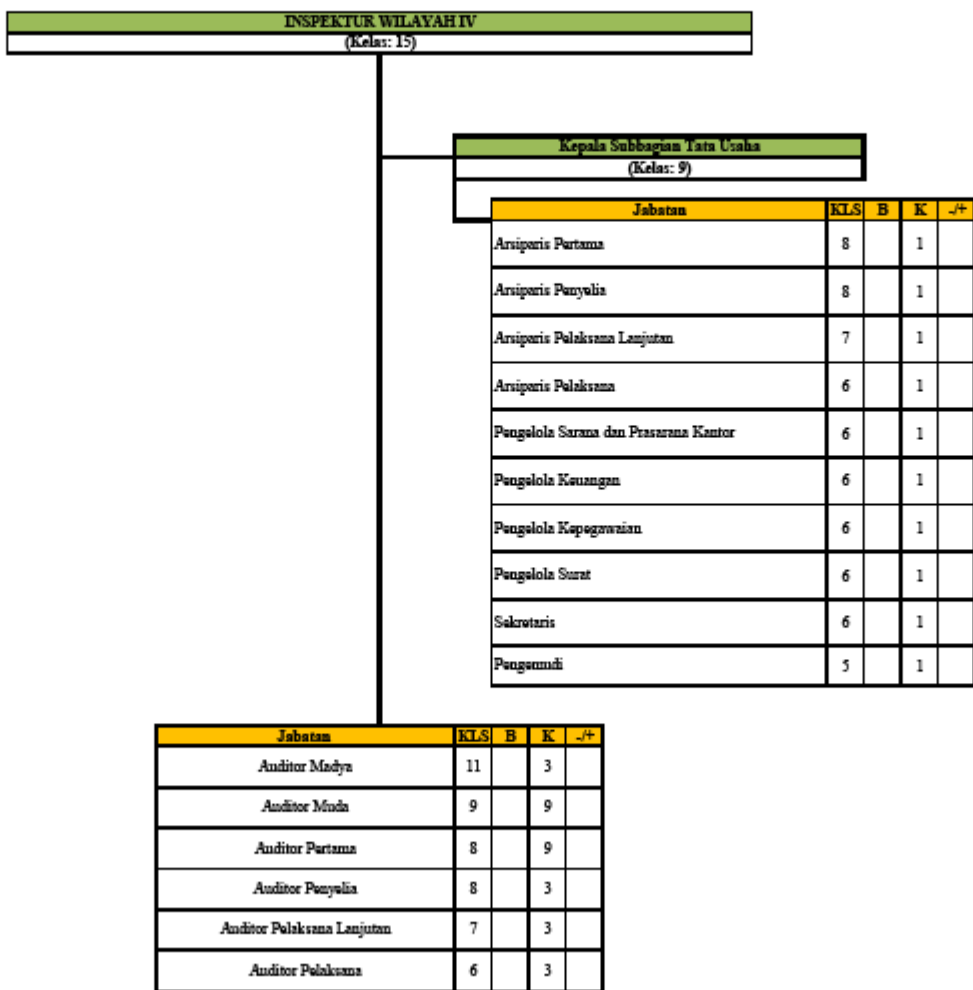 INSPEKTUR WILAYAH IV
(Kelas: 15)
Kepala Subbagian Tata Usaha
(Kelas: 9)
Jabatan KLS B K -/+
Arsiparis Pertama 8 1
Arsiparis Penyelia 8 1
Arsiparis Pelaksana Lanjutan 7 1
Arsiparis Pelaksana 6 1
Pengelola Sarana dan Prasarana Kantor 6 1
Pengelola Keuangan 6 1
Pengelola Kepegawaian 6 1
Pengelola Surat 6 1
Sekretaris 6 1
Pengemudi 5 1
Jabatan KLS B K -/+
Auditor Madya 11 3
Auditor Muda 9 9
Auditor Pertama 8 9
Auditor Penyelia 8 3
Auditor Pelaksana Lanjutan 7 3
Auditor Pelaksana 6 3